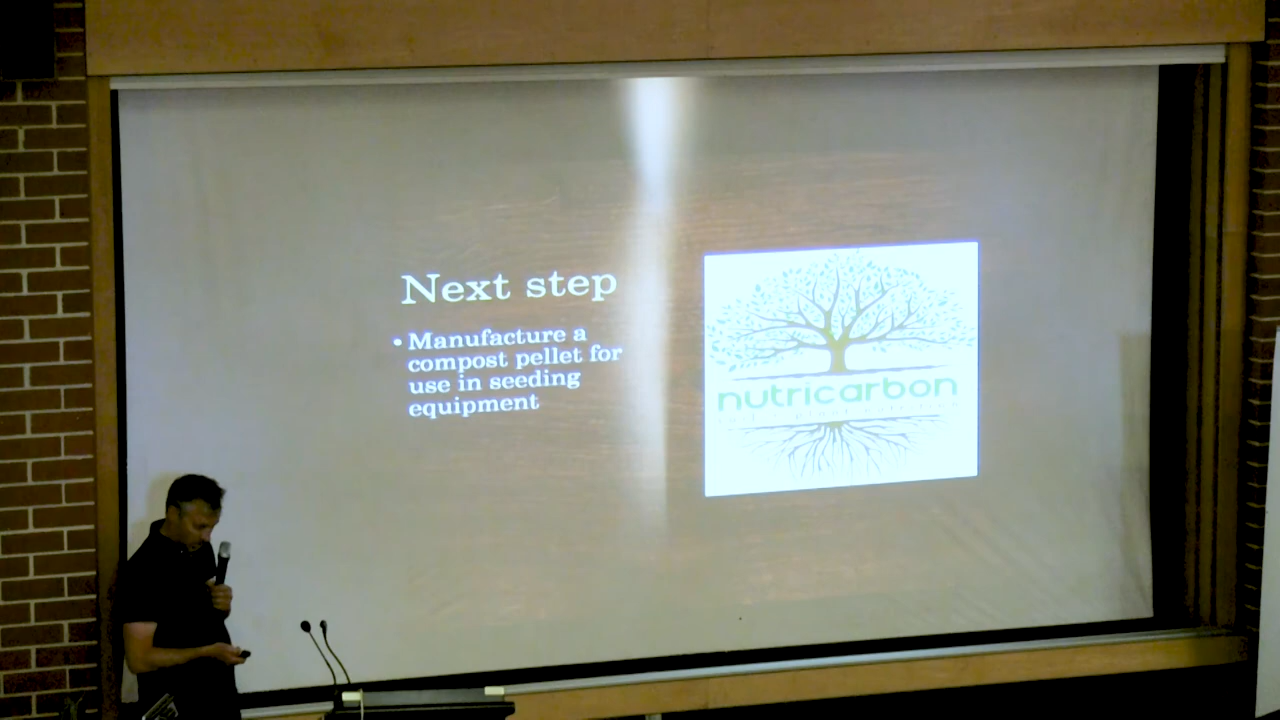 Next step
• Manufacture a
compost pellet for
use in seeding
equipment
nutricarbon